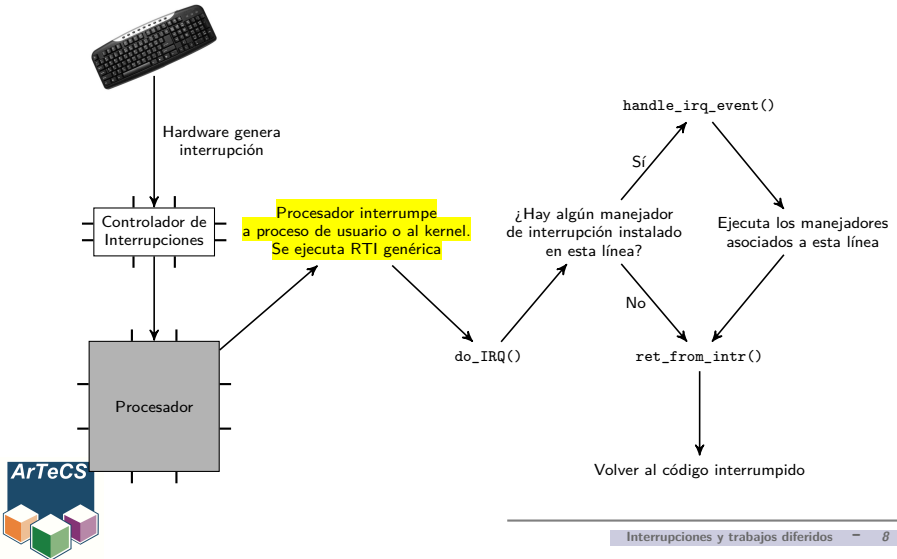 Hardware genera
interrupción
Controlador de
Interrupciones
Procesador
Procesador interrumpe
a proceso de usuario o al kernel.
Se ejecuta RTI genérica
do_IRQ()
¿Hay algún manejador
de interrupción instalado
en esta línea?
Sí
No
handle_irq_event()
Ejecuta los manejadores
asociados a esta línea
ret_from_intr()
Volver al código interrumpido
ArTeCS
Interrupciones y trabajos diferidos – 8